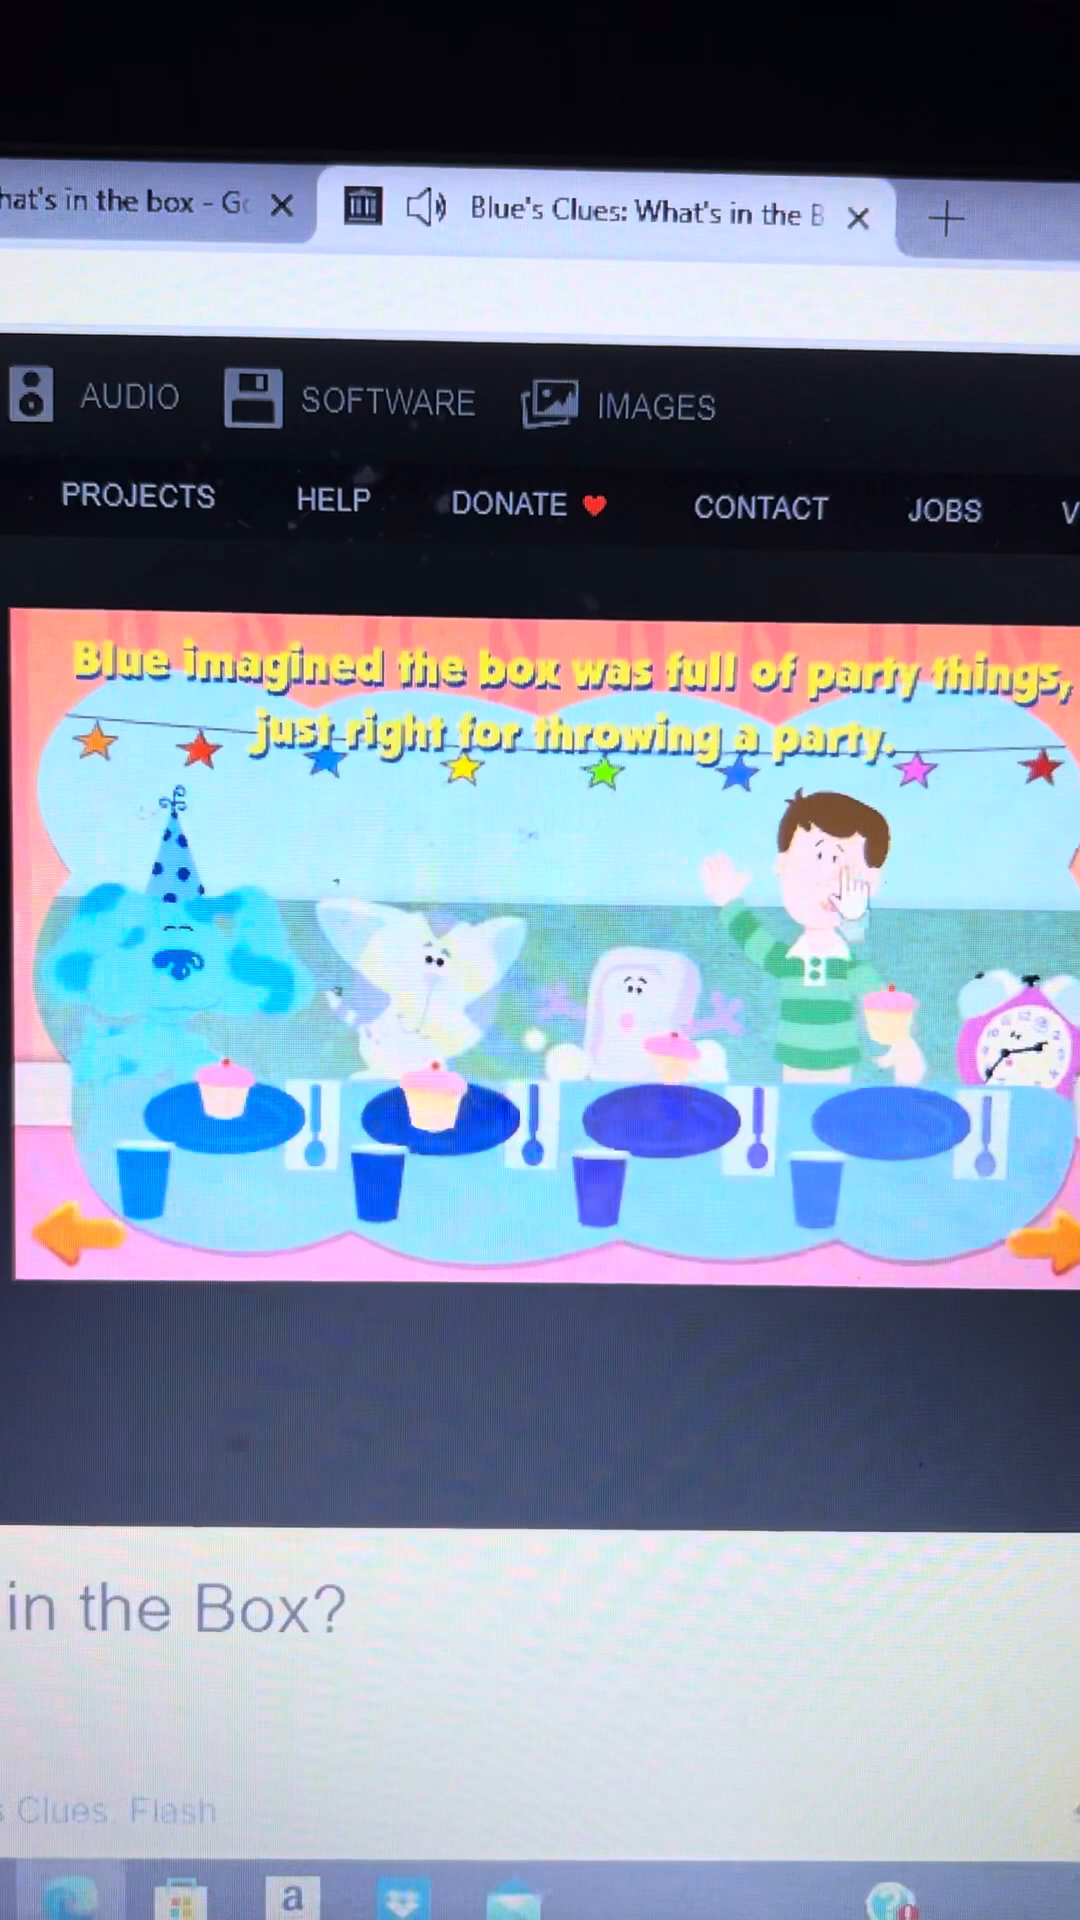 hat's in the box - G
Blue's Clues: What's in the B
AUDIO
SOFTWARE
IMAGES
PROJECTS
HELP
DONATE
CONTACT
JOBS
V
Blue imagined the box was full of party things,
just right for throwing a party.
in the Box?
s Clues, Flash
a